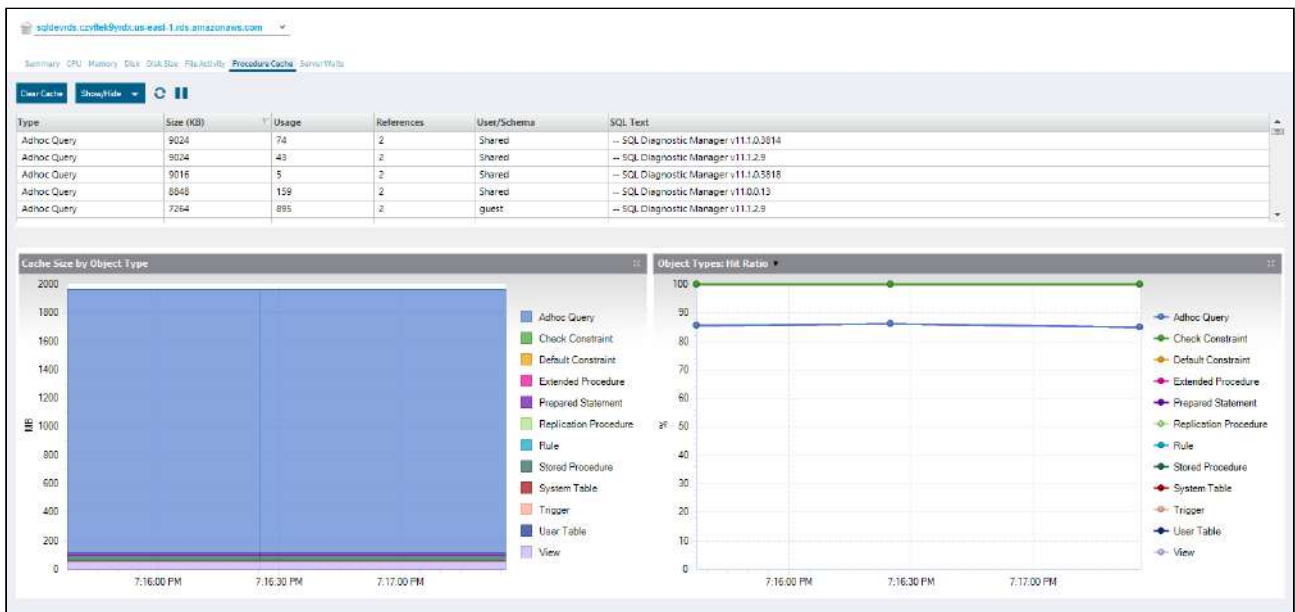 sqldevrds.czvitek9yrdx.us-east-1.rds.amazonaws.com
Summary CPU Memory Disk Disk Size File Activity Procedure Cache Server Waits
Clear Cache Show/Hide
Type Size (KB) Usage References User/Schema SQL Text
Adhoc Query 9024 74 2 Shared -- SQL Diagnostic Manager v11.1.0.3814
Adhoc Query 9024 43 2 Shared -- SQL Diagnostic Manager v11.1.2.9
Adhoc Query 9016 5 2 Shared -- SQL Diagnostic Manager v11.1.0.3818
Adhoc Query 8848 159 2 Shared -- SQL Diagnostic Manager v11.0.0.13
Adhoc Query 7264 895 2 guest -- SQL Diagnostic Manager v11.1.2.9
Cache Size by Object Type
2000
1800
1600
1400
1200
1000
800
600
400
200
0
MB
7:16:00 PM 7:16:30 PM 7:17:00 PM
Adhoc Query
Check Constraint
Default Constraint
Extended Procedure
Prepared Statement
Replication Procedure
Rule
Stored Procedure
System Table
Trigger
User Table
View
Object Types: Hit Ratio
100
90
80
70
60
50
40
30
20
10
0
%
7:16:00 PM 7:16:30 PM 7:17:00 PM
Adhoc Query
Check Constraint
Default Constraint
Extended Procedure
Prepared Statement
Replication Procedure
Rule
Stored Procedure
System Table
Trigger
User Table
View